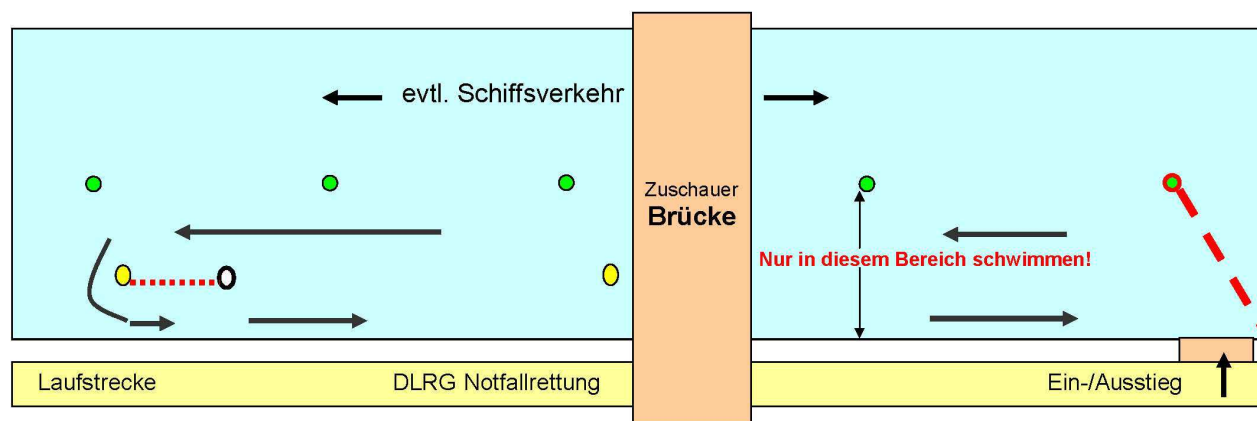 evtl. Schiffsverkehr
Zuschauer
Brücke
Nur in diesem Bereich schwimmen!
Laufstrecke
DLRG Notfallrettung
Ein-/Ausstieg